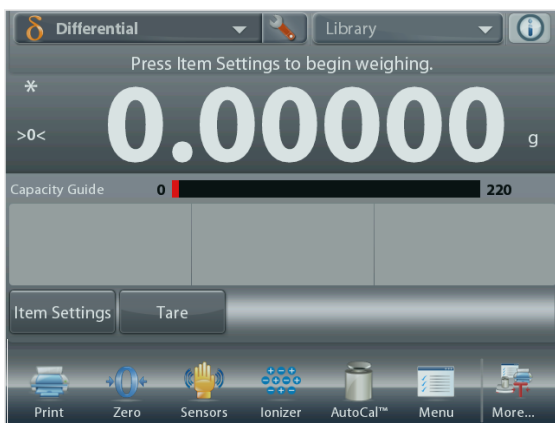 δ Differential Library
Press Item Settings to begin weighing.
*
>0< 0.00000 g
Capacity Guide 0 220
Item Settings Tare
Print Zero Sensors Ionizer AutoCal™ Menu More...